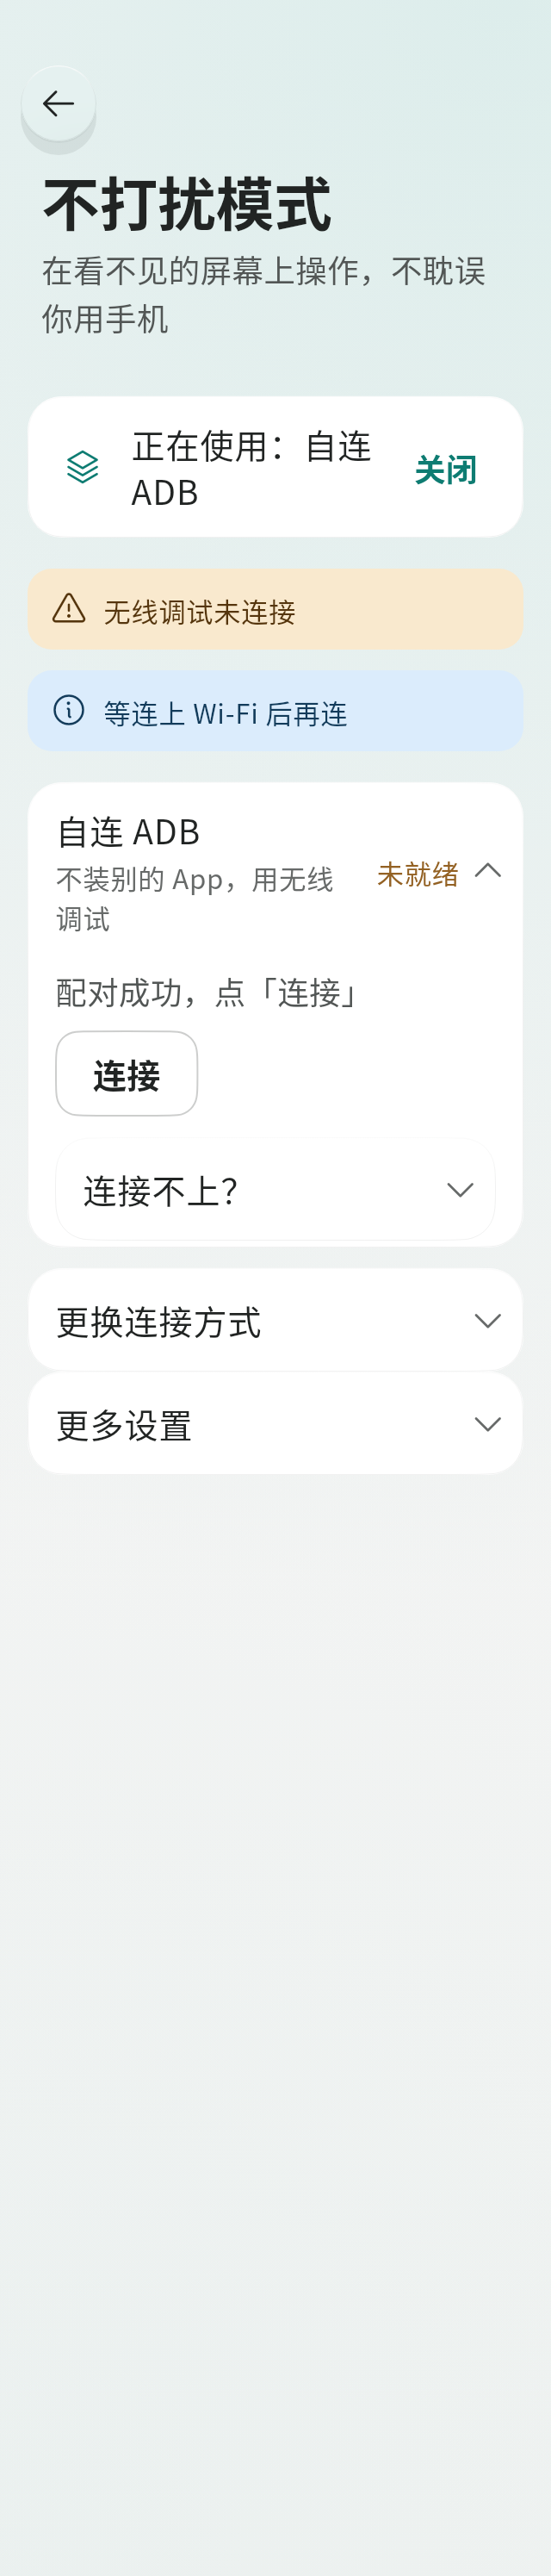 不打扰模式
在看不见的屏幕上操作，不耽误
你用手机
正在使用：自连
ADB
关闭
无线调试未连接
等连上 Wi-Fi 后再连
自连 ADB
不装别的 App，用无线
调试
未就绪
配对成功，点「连接」
连接
连接不上？
更换连接方式
更多设置